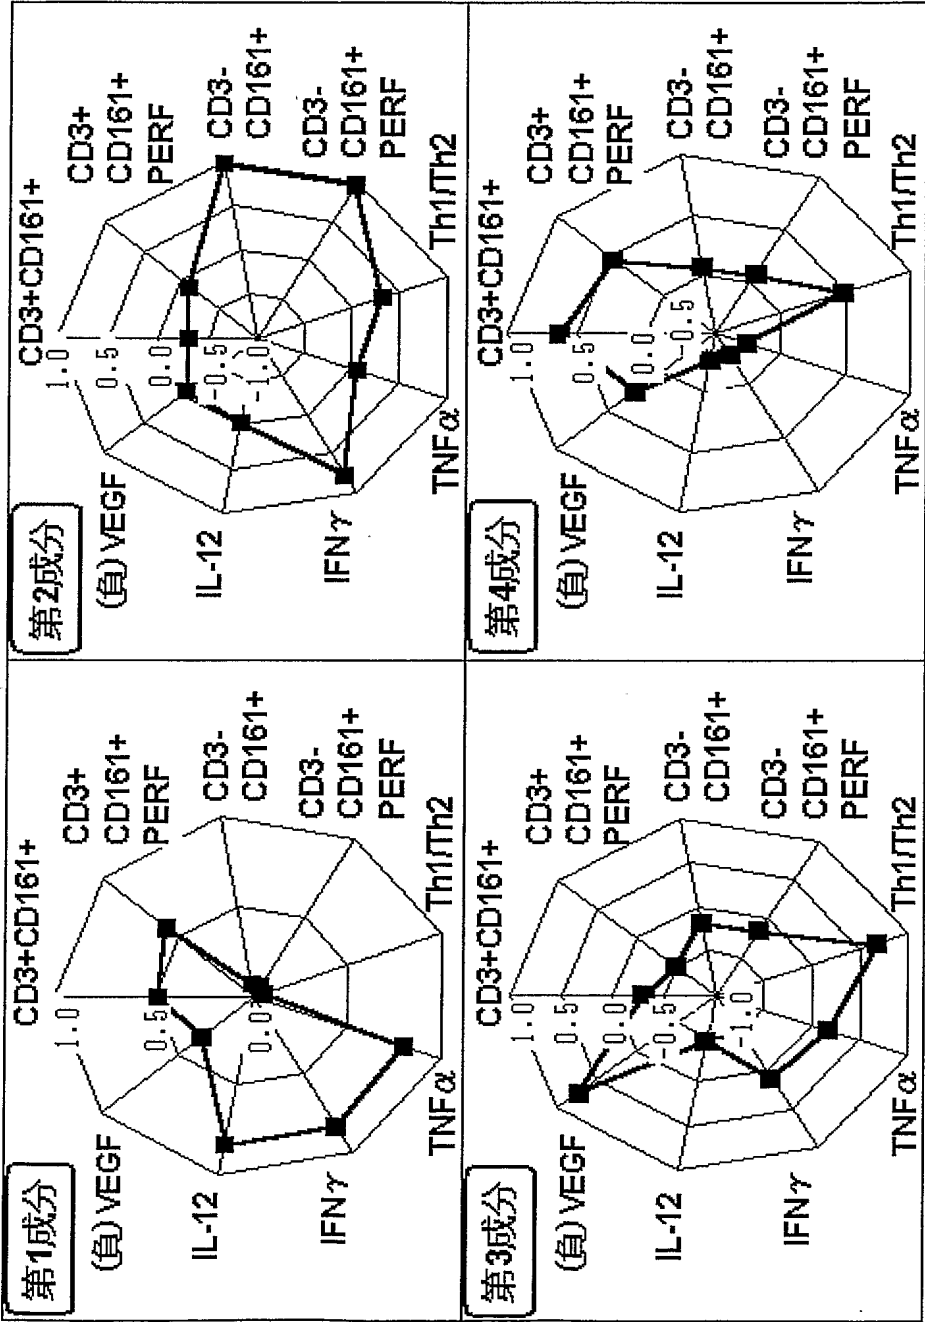 第1成分
CD3+CD161+
1.0
0.5
0.0
CD3+
CD161+
PERF
CD3-
CD161+
CD3-
CD161+
PERF
Th1/Th2
TNFα
IFNγ
IL-12
(負)VEGF
第2成分
CD3+CD161+
1.0
0.5
0.0
-0.5
-1.0
CD3+
CD161+
PERF
CD3-
CD161+
CD3-
CD161+
PERF
Th1/Th2
TNFα
IFNγ
IL-12
(負)VEGF
第3成分
CD3+CD161+
1.0
0.5
0.0
-0.5
-1.0
CD3+
CD161+
PERF
CD3-
CD161+
CD3-
CD161+
PERF
Th1/Th2
TNFα
IFNγ
IL-12
(負)VEGF
第4成分
CD3+CD161+
1.0
0.5
0.0
-0.5
CD3+
CD161+
PERF
CD3-
CD161+
CD3-
CD161+
PERF
Th1/Th2
TNFα
IFNγ
IL-12
(負)VEGF